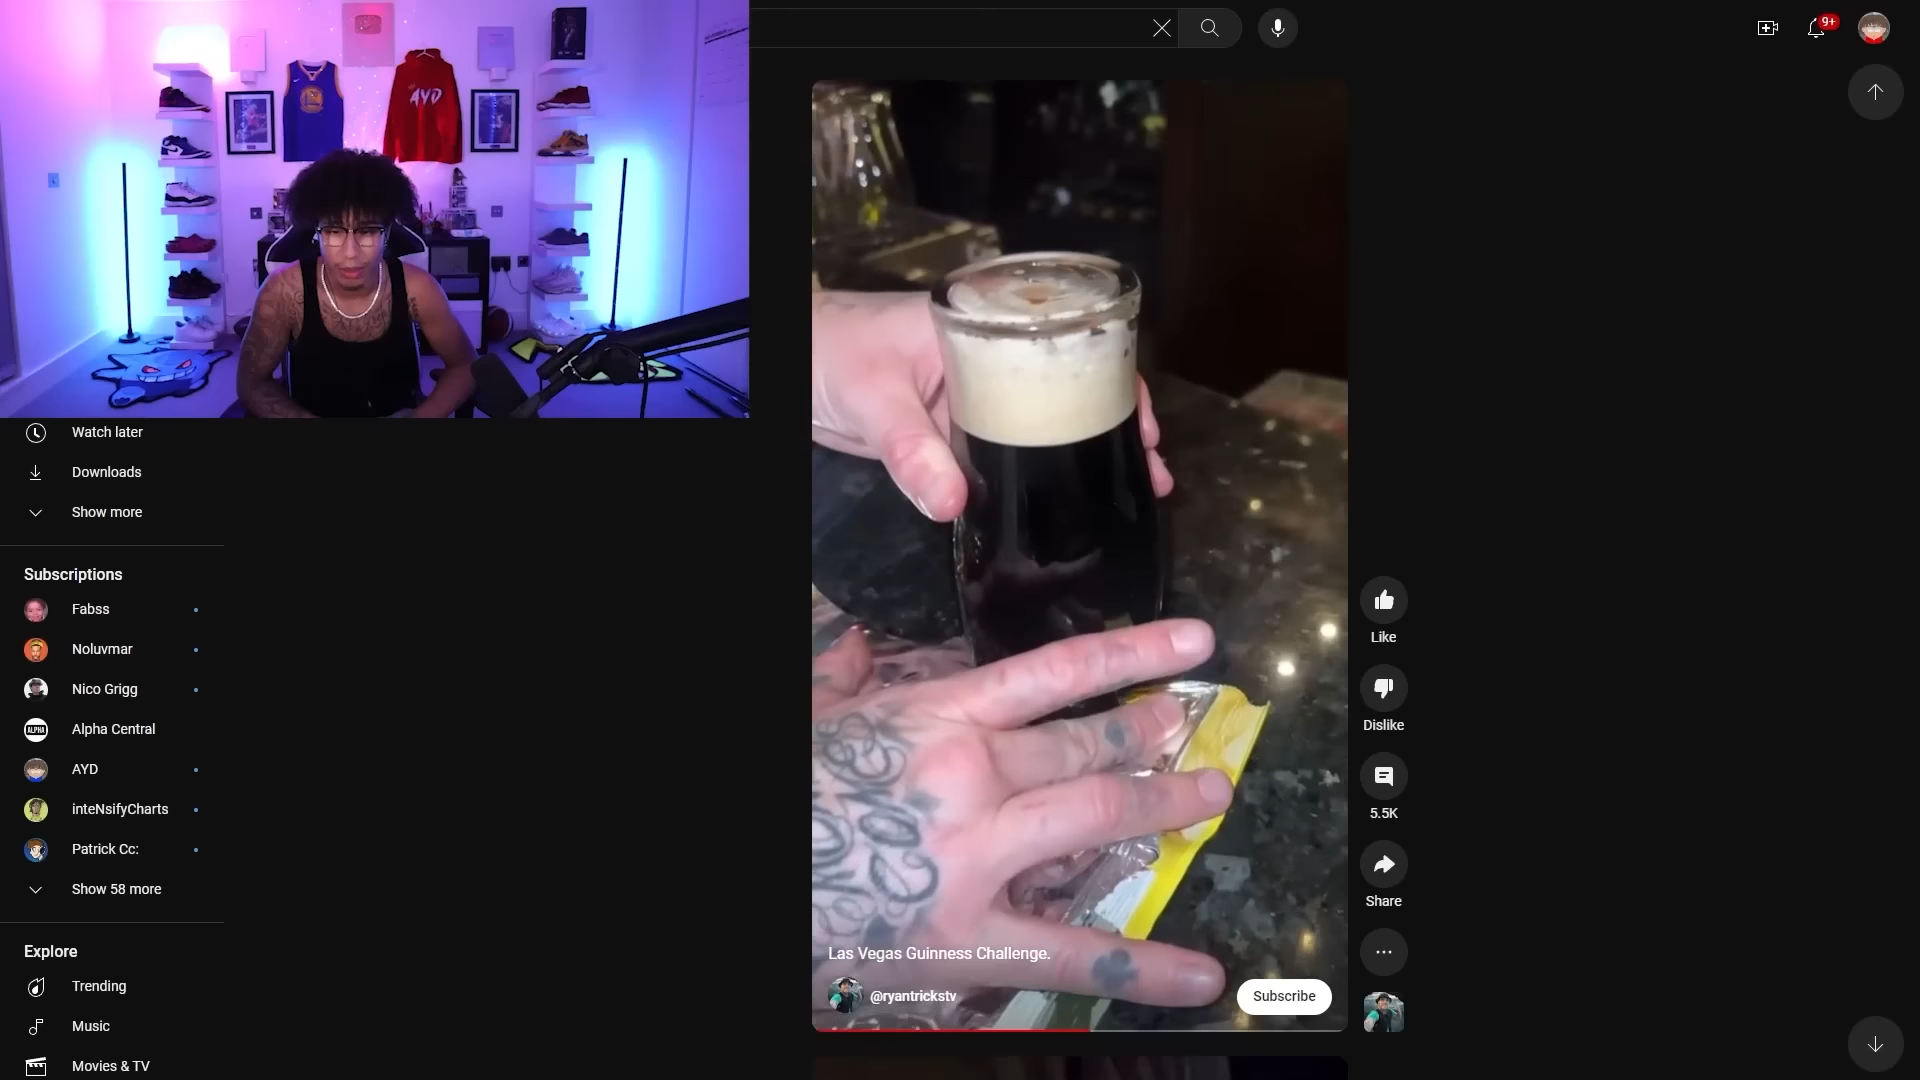 AYD
9+
Watch later
Downloads
Show more
Subscriptions
Fabss
Noluvmar
Nico Grigg
ALPHA
Alpha Central
AYD
inteNsifyCharts
Patrick Cc:
Show 58 more
Explore
Trending
Music
Movies & TV
Las Vegas Guinness Challenge.
@ryantrickstv
Subscribe
Like
Dislike
5.5K
Share